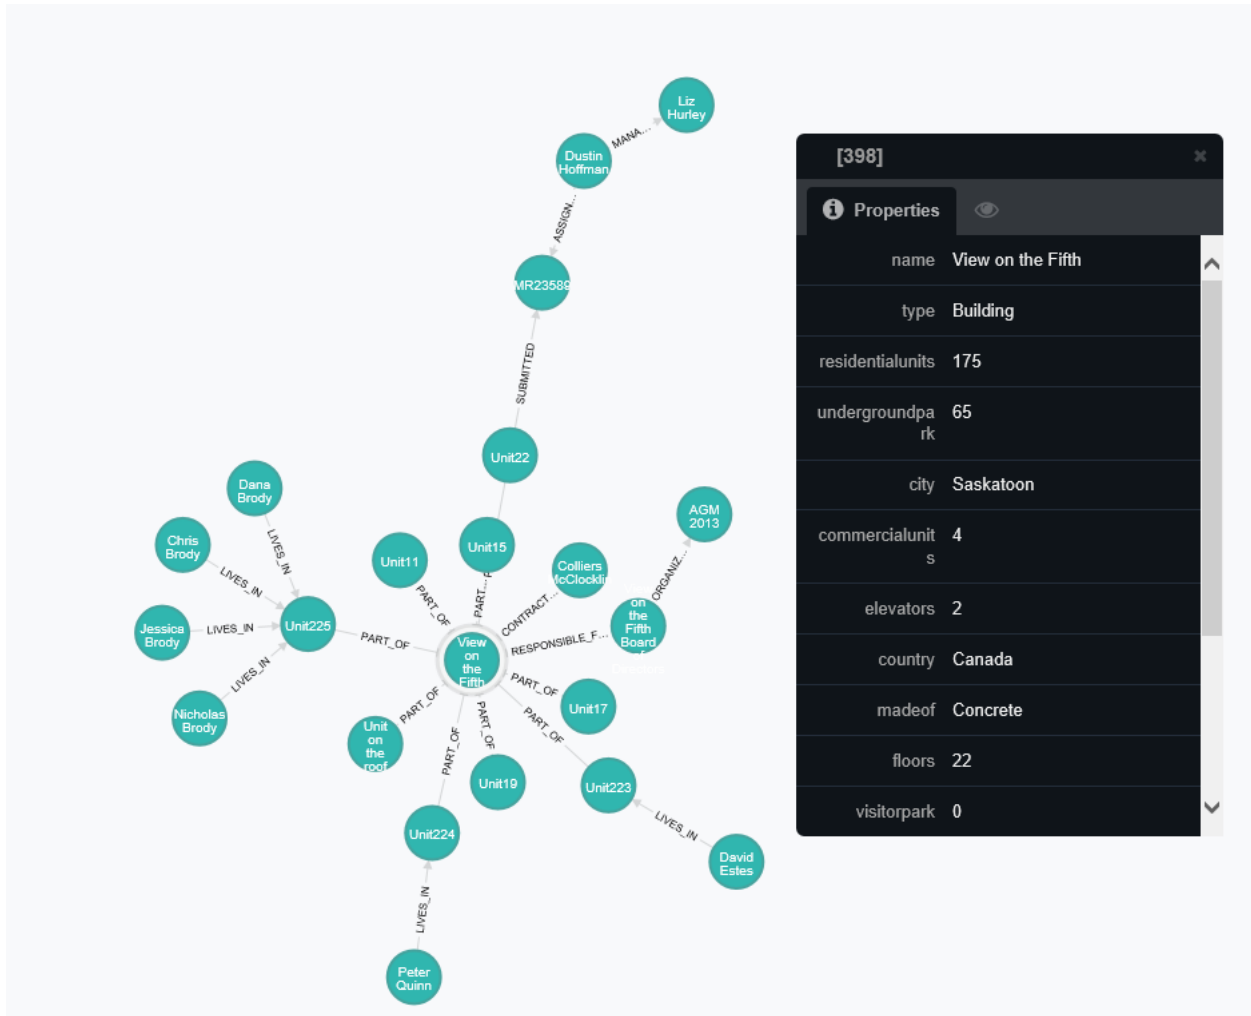 Liz
Hurley
MANA...
Dustin
Hoffman
ASSIGN...
MR23589
SUBMITTED
Unit22
Dana
Brody
AGM
2013
Chris
Brody
LIVES_IN
Unit15
Unit11
Colliers
McClocklin
ORGANIZ...
LIVES_IN
PART_OF
PART...
CONTRACT...
on
the
Fifth
Board
of
Unit225
Jessica
Brody
LIVES_IN
PART_OF
RESPONSIBLE_F...
View
on
the
Fifth
LIVES_IN
Nicholas
Brody
PART_OF
PART_OF
Unit17
Unit
on
the
roof
PART_OF
PART_OF
PART_OF
Unit19
Unit223
Unit224
LIVES_IN
David
Estes
LIVES_IN
Peter
Quinn
[398]
Properties
name View on the Fifth
type Building
residentialunits 175
undergroundpa
rk 65
city Saskatoon
commercialunit
s 4
elevators 2
country Canada
madeof Concrete
floors 22
visitorpark 0